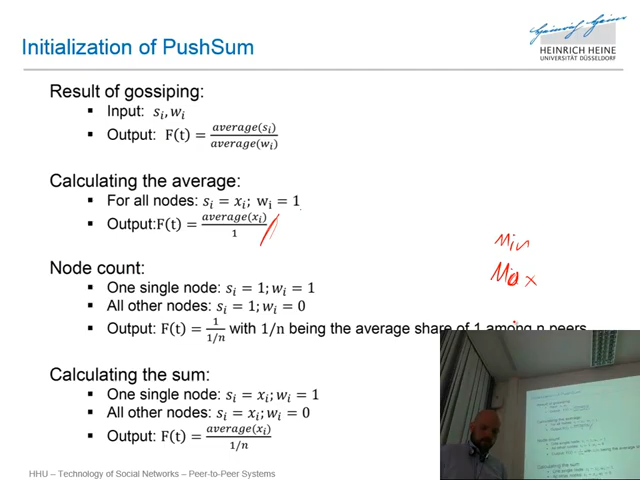 Initialization of PushSum
HEINRICH HEINE
UNIVERSITÄT DÜSSELDORF
Result of gossiping:
▪ Input: s_i, w_i
▪ Output: F(t) = average(s_i) / average(w_i)
Calculating the average:
▪ For all nodes: s_i = x_i; w_i = 1
▪ Output:F(t) = average(x_i) / 1
Min
Max
Node count:
▪ One single node: s_i = 1; w_i = 1
▪ All other nodes: s_i = 1; w_i = 0
▪ Output: F(t) = 1 / 1/n with 1/n being the average share of 1 among n peers
Calculating the sum:
▪ One single node: s_i = x_i; w_i = 1
▪ All other nodes: s_i = x_i; w_i = 0
▪ Output: F(t) = average(x_i) / 1/n
HHU – Technology of Social Networks – Peer-to-Peer Systems